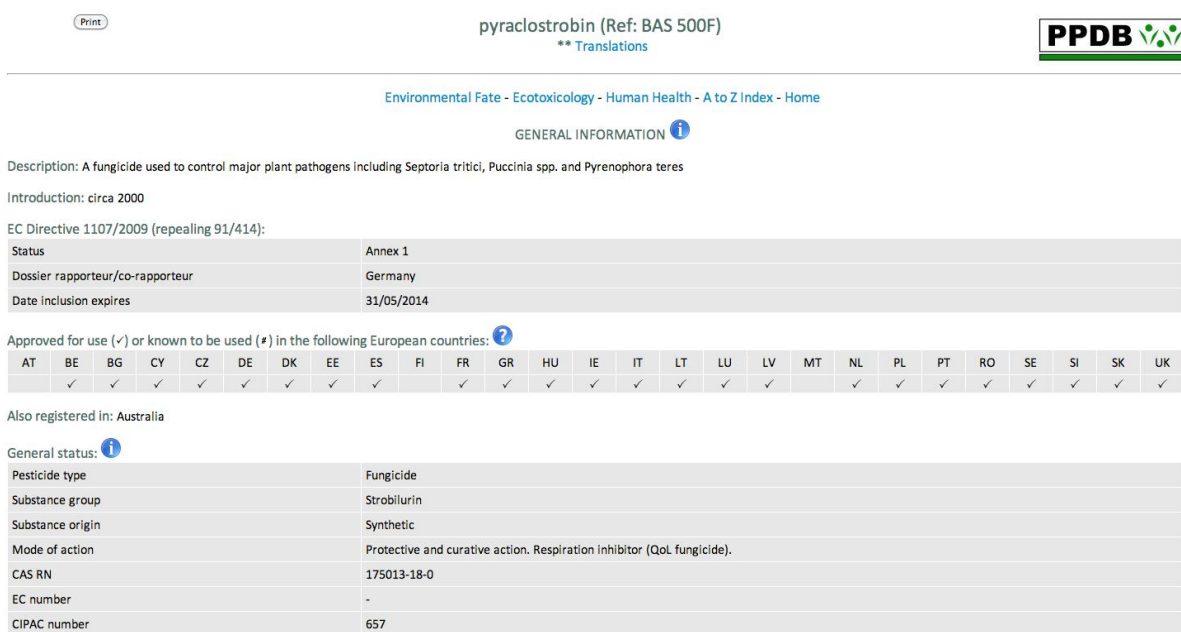 Print
pyraclostrobin (Ref: BAS 500F)
** Translations
PPDB
Environmental Fate - Ecotoxicology - Human Health - A to Z Index - Home
GENERAL INFORMATION i
Description: A fungicide used to control major plant pathogens including Septoria tritici, Puccinia spp. and Pyrenophora teres
Introduction: circa 2000
EC Directive 1107/2009 (repealing 91/414):
Status Annex 1
Dossier rapporteur/co-rapporteur Germany
Date inclusion expires 31/05/2014
Approved for use (✓) or known to be used (#) in the following European countries: ?
AT BE BG CY CZ DE DK EE ES FI FR GR HU IE IT LT LU LV MT NL PL PT RO SE SI SK UK
✓ ✓ ✓ ✓ ✓ ✓ ✓ ✓ ✓ ✓ ✓ ✓ ✓ ✓ ✓ ✓ ✓ ✓ ✓ ✓ ✓ ✓ ✓ ✓
Also registered in: Australia
General status: i
Pesticide type Fungicide
Substance group Strobilurin
Substance origin Synthetic
Mode of action Protective and curative action. Respiration inhibitor (QoL fungicide).
CAS RN 175013-18-0
EC number -
CIPAC number 657